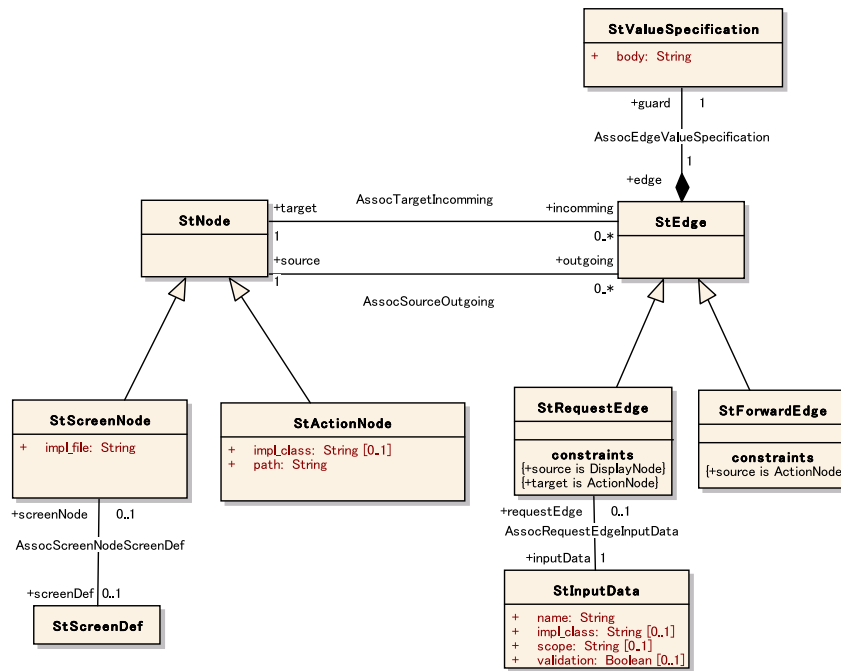 StValueSpecification
+ body: String
+guard 1
AssocEdgeValueSpecification
1
+edge
StNode
+target
1
AssocTargetIncomming
+incomming
0..*
StEdge
+source
1
AssocSourceOutgoing
+outgoing
0..*
StScreenNode
+ impl_file: String
StActionNode
+ impl_class: String [0..1]
+ path: String
StRequestEdge
constraints
{+source is DisplayNode}
{+target is ActionNode}
StForwardEdge
constraints
{+source is ActionNode
+screenNode 0..1
AssocScreenNodeScreenDef
+screenDef 0..1
StScreenDef
+requestEdge 0..1
AssocRequestEdgeInputData
+inputData 1
StInputData
+ name: String
+ impl_class: String [0..1]
+ scope: String [0..1]
+ validation: Boolean [0..1]